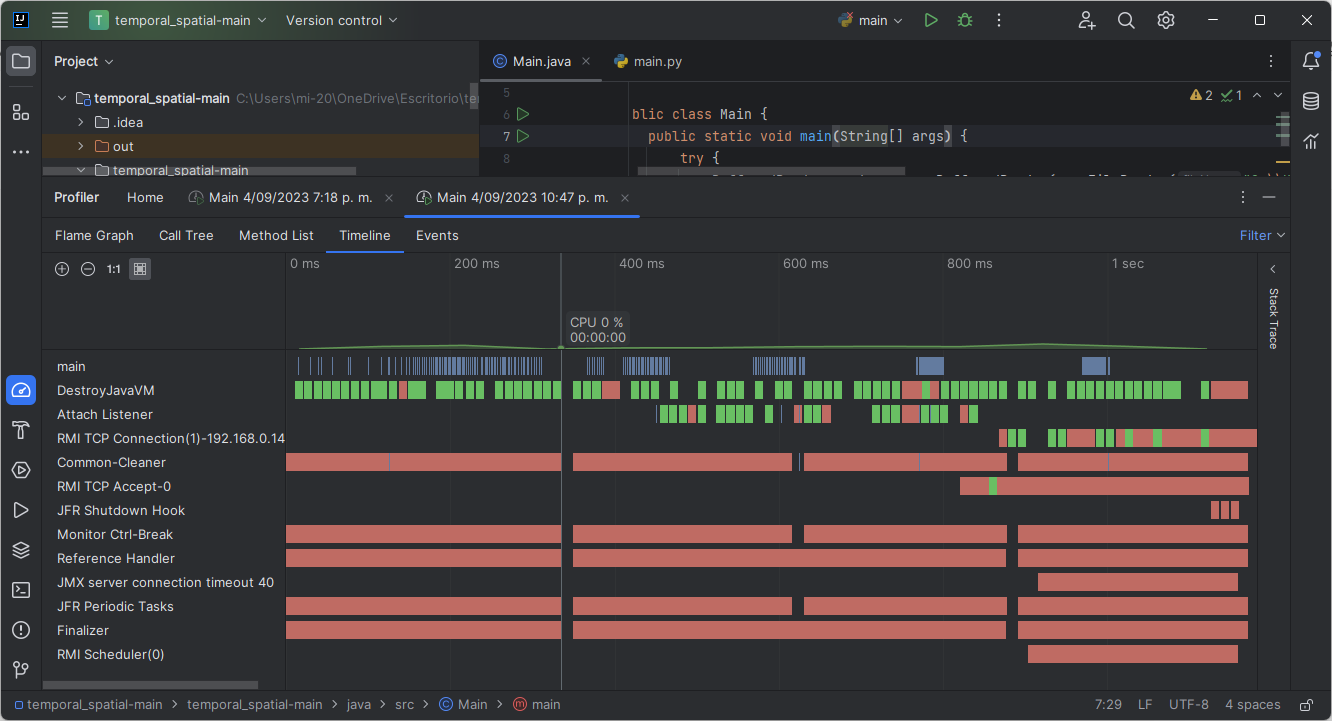 T temporal_spatial-main Version control main
Project Main.java main.py
temporal_spatial-main C:\Users\mi-20\OneDrive\Escritorio\te
.idea
out
temporal_spatial-main
5
6 blic class Main {
7 public static void main(String[] args) {
8 try {
2 1
Profiler Home Main 4/09/2023 7:18 p. m. Main 4/09/2023 10:47 p. m.
Flame Graph Call Tree Method List Timeline Events Filter
1:1 0 ms 200 ms 400 ms 600 ms 800 ms 1 sec
Stack Trace
CPU 0 %
00:00:00
main
DestroyJavaVM
Attach Listener
RMI TCP Connection(1)-192.168.0.14
Common-Cleaner
RMI TCP Accept-0
JFR Shutdown Hook
Monitor Ctrl-Break
Reference Handler
JMX server connection timeout 40
JFR Periodic Tasks
Finalizer
RMI Scheduler(0)
temporal_spatial-main temporal_spatial-main java src Main main 7:29 LF UTF-8 4 spaces